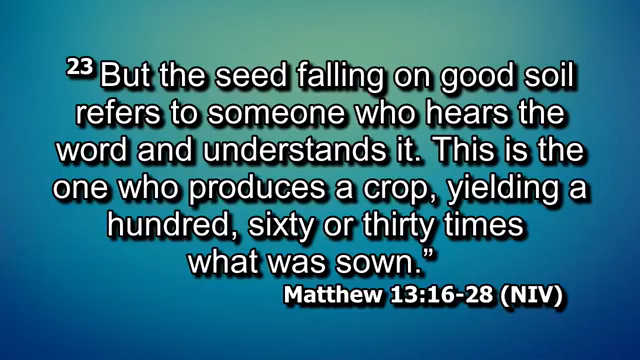 23 But the seed falling on good soil
refers to someone who hears the
word and understands it. This is the
one who produces a crop, yielding a
hundred, sixty or thirty times
what was sown.”
Matthew 13:16-28 (NIV)